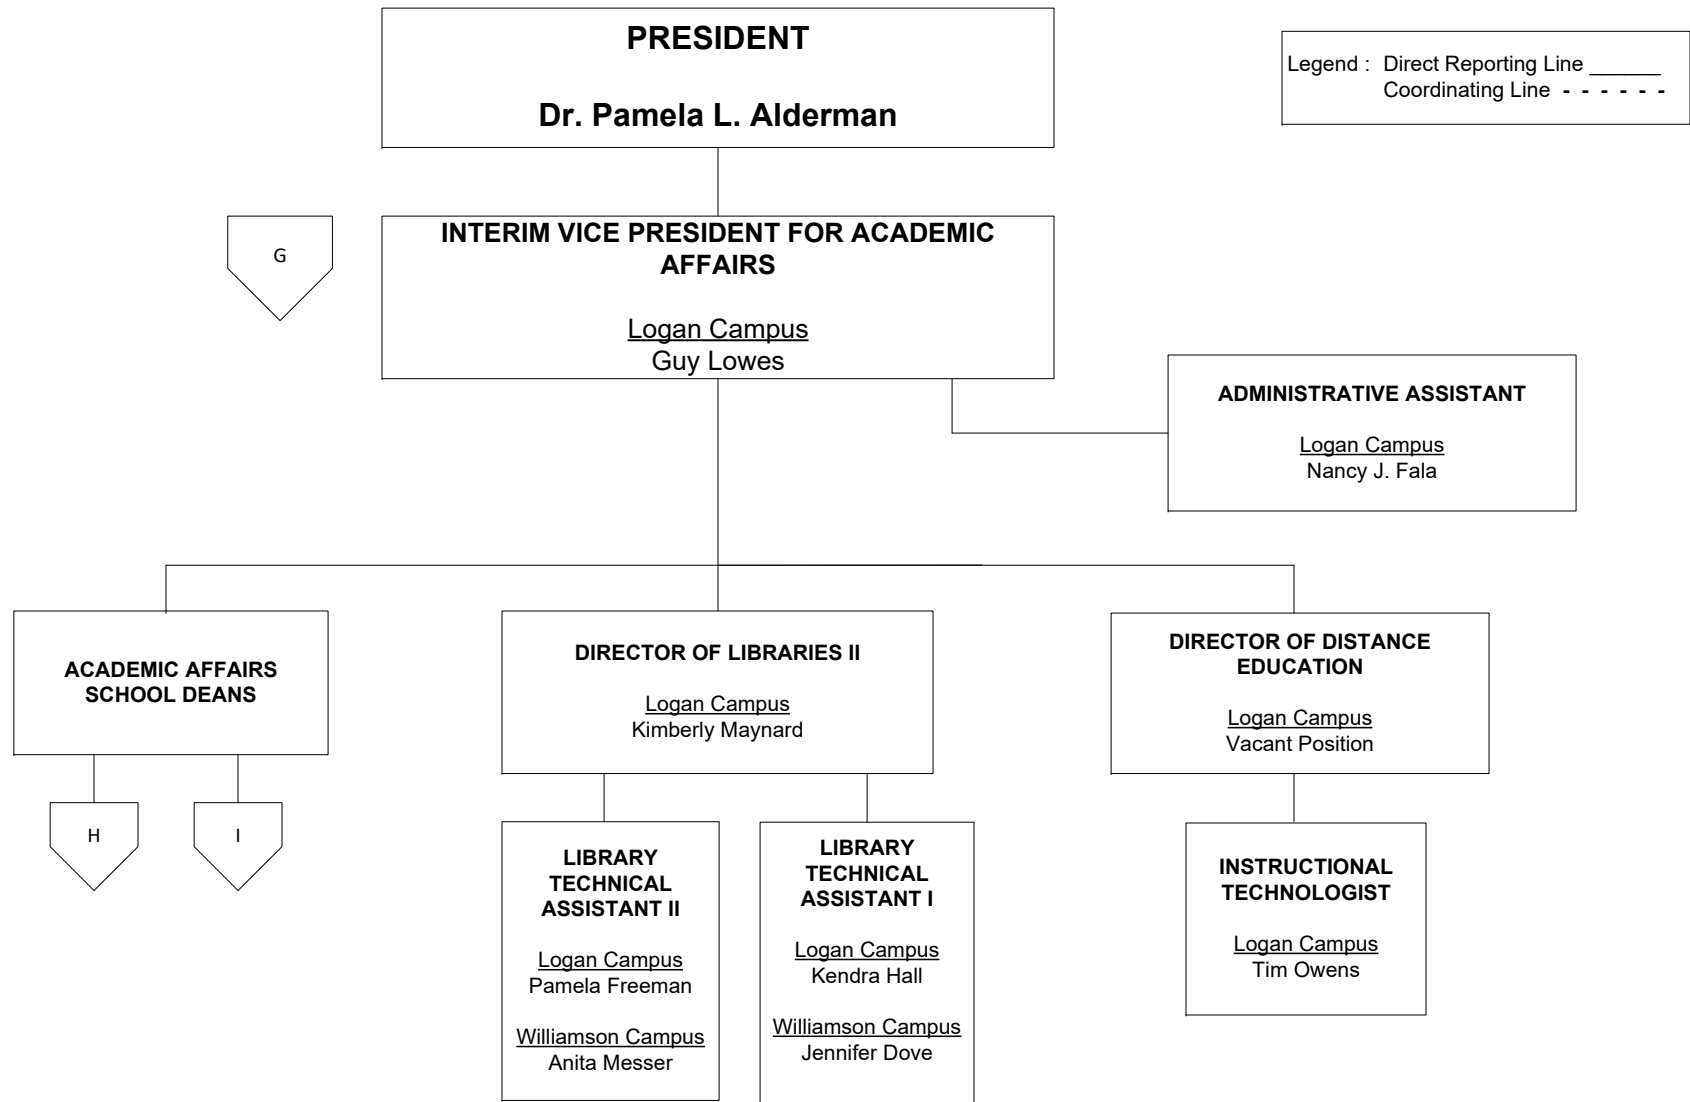 PRESIDENT
Dr. Pamela L. Alderman
Legend : Direct Reporting Line ______
Coordinating Line - - - - - -
G
INTERIM VICE PRESIDENT FOR ACADEMIC
AFFAIRS
Logan Campus
Guy Lowes
ADMINISTRATIVE ASSISTANT
Logan Campus
Nancy J. Fala
ACADEMIC AFFAIRS
SCHOOL DEANS
DIRECTOR OF LIBRARIES II
Logan Campus
Kimberly Maynard
DIRECTOR OF DISTANCE
EDUCATION
Logan Campus
Vacant Position
H
I
LIBRARY
TECHNICAL
ASSISTANT II
Logan Campus
Pamela Freeman
Williamson Campus
Anita Messer
LIBRARY
TECHNICAL
ASSISTANT I
Logan Campus
Kendra Hall
Williamson Campus
Jennifer Dove
INSTRUCTIONAL
TECHNOLOGIST
Logan Campus
Tim Owens